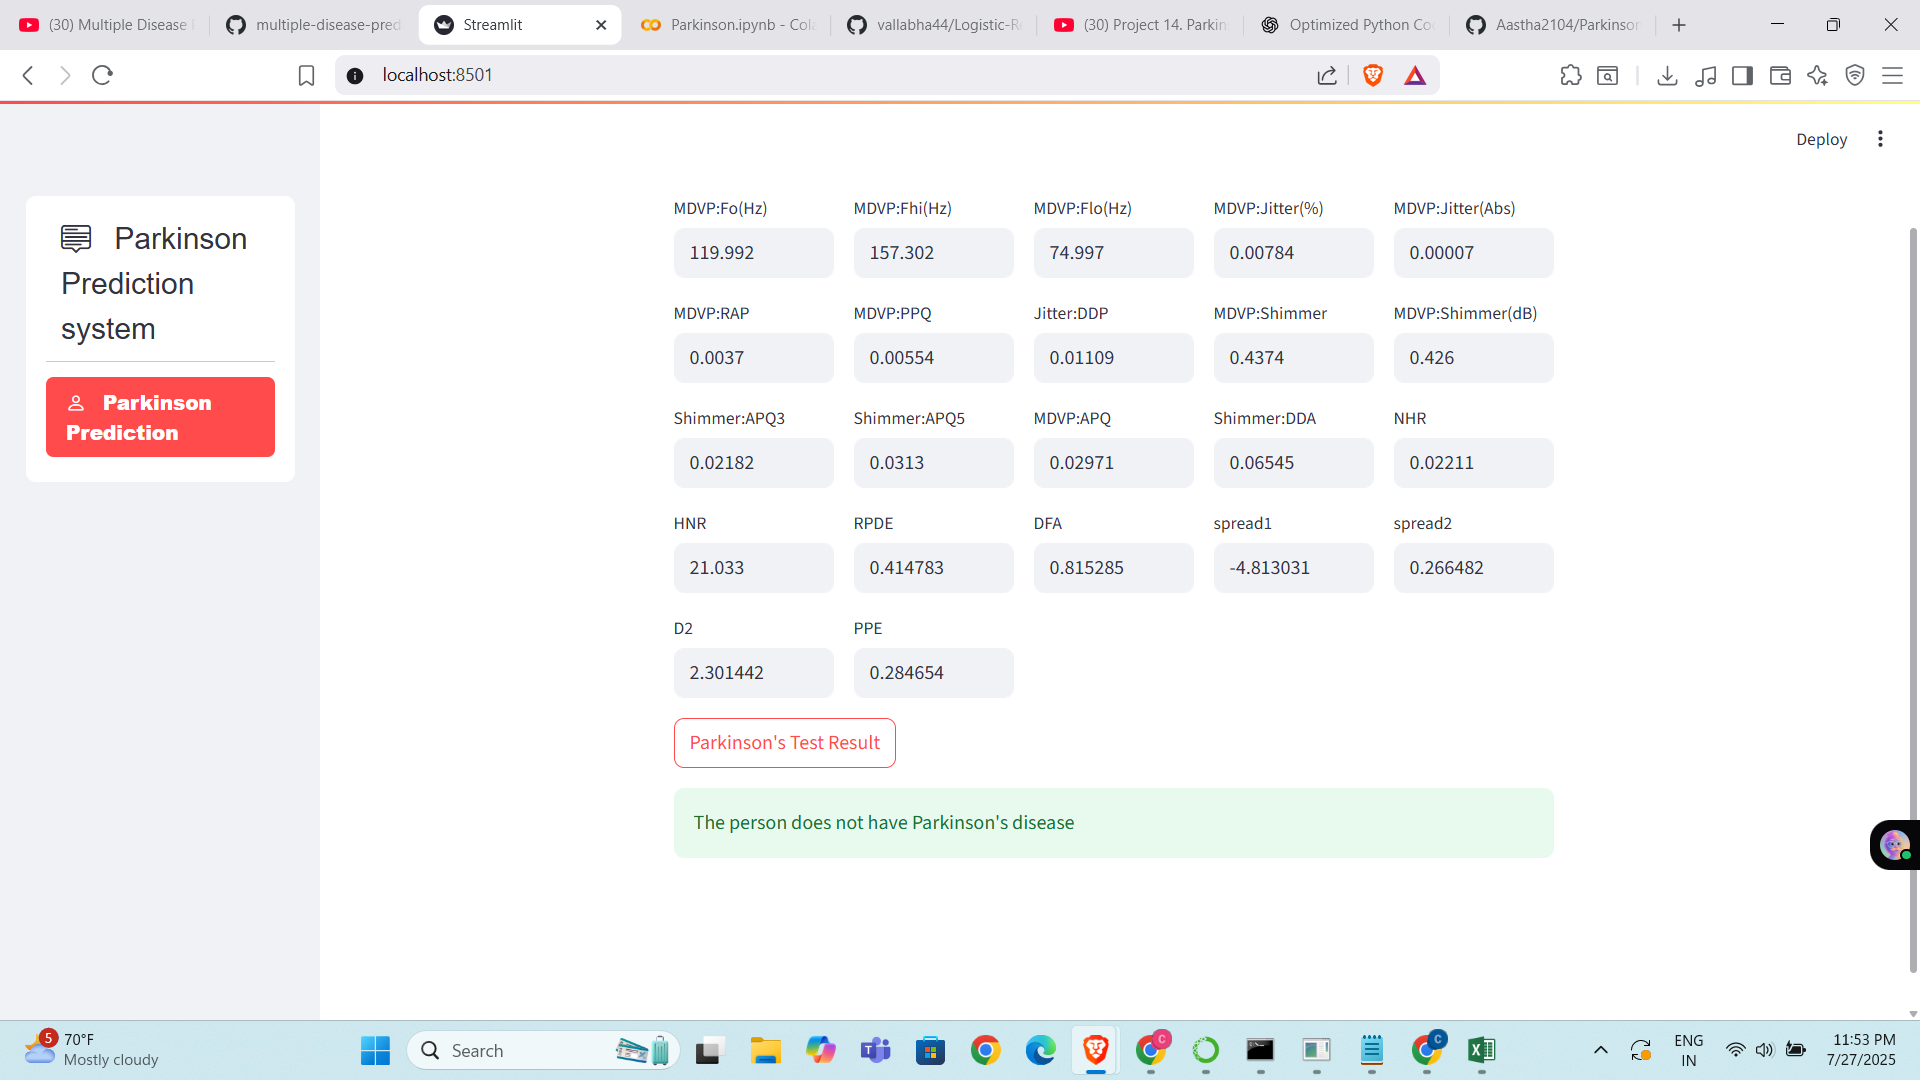 (30) Multiple Disease
multiple-disease-pred
Streamlit
Parkinson.ipynb - Cola
vallabha44/Logistic-R
(30) Project 14. Parkin
Optimized Python Co
Aastha2104/Parkinson
localhost:8501
Deploy
Parkinson
Prediction
system
Parkinson
Prediction
MDVP:Fo(Hz) MDVP:Fhi(Hz) MDVP:Flo(Hz) MDVP:Jitter(%) MDVP:Jitter(Abs)
119.992 157.302 74.997 0.00784 0.00007
MDVP:RAP MDVP:PPQ Jitter:DDP MDVP:Shimmer MDVP:Shimmer(dB)
0.0037 0.00554 0.01109 0.4374 0.426
Shimmer:APQ3 Shimmer:APQ5 MDVP:APQ Shimmer:DDA NHR
0.02182 0.0313 0.02971 0.06545 0.02211
HNR RPDE DFA spread1 spread2
21.033 0.414783 0.815285 -4.813031 0.266482
D2 PPE
2.301442 0.284654
Parkinson's Test Result
The person does not have Parkinson's disease
5
70°F
Mostly cloudy
Search
C
C
ENG
IN
11:53 PM
7/27/2025